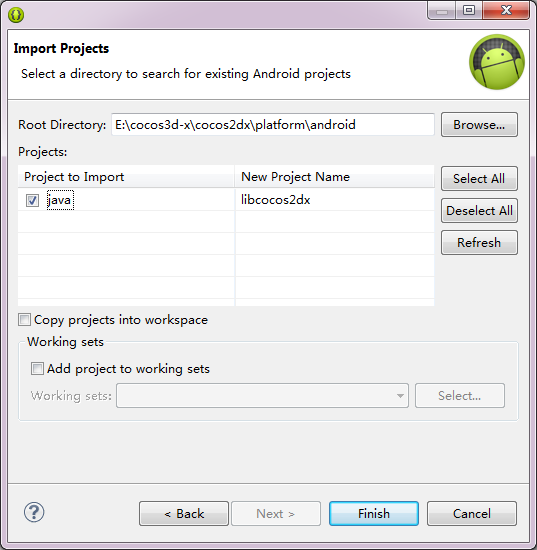 Import Projects
Select a directory to search for existing Android projects
Root Directory: E:\cocos3d-x\cocos2dx\platform\android Browse...
Projects:
Project to Import New Project Name Select All
java libcocos2dx
Deselect All
Refresh
Copy projects into workspace
Working sets
Add project to working sets
Working sets: Select...
? < Back Next > Finish Cancel